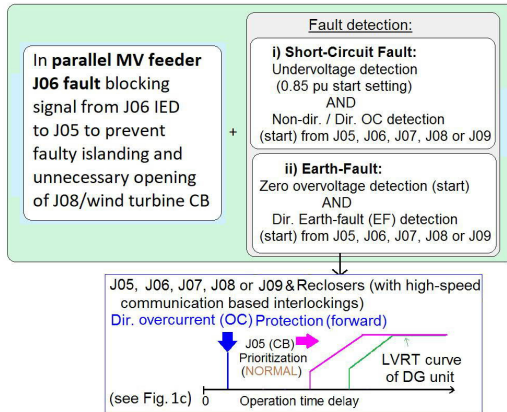 In parallel MV feeder
J06 fault blocking
signal from J06 IED
to J05 to prevent
faulty islanding and
unnecessary opening
of J08/wind turbine CB
+
Fault detection:
i) Short-Circuit Fault:
Undervoltage detection
(0.85 pu start setting)
AND
Non-dir. / Dir. OC detection
(start) from J05, J06, J07, J08 or J09
ii) Earth-Fault:
Zero overvoltage detection (start)
AND
Dir. Earth-fault (EF) detection
(start) from J05, J06, J07, J08 or J09
J05, J06, J07, J08 or J09 & Reclosers (with high-speed
communication based interlockings)
Dir. overcurrent (OC) Protection (forward)
J05 (CB)
Prioritization
(NORMAL)
LVRT curve
of DG unit
(see Fig. 1c)
0
Operation time delay